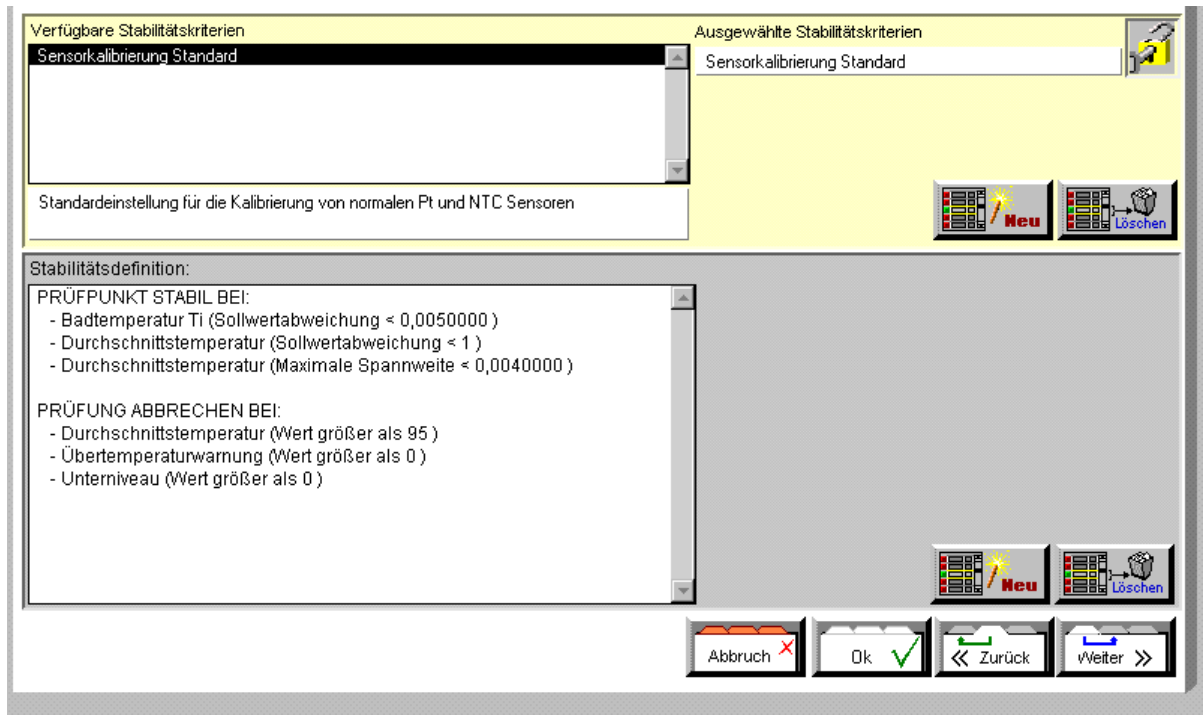 Verfügbare Stabilitätskriterien
Sensorkalibrierung Standard
Standardeinstellung für die Kalibrierung von normalen Pt und NTC Sensoren
Ausgewählte Stabilitätskriterien
Sensorkalibrierung Standard
Neu
Löschen
Stabilitätsdefinition:
PRÜFPUNKT STABIL BEI:
- Badtemperatur Ti (Sollwertabweichung < 0,0050000 )
- Durchschnittstemperatur (Sollwertabweichung < 1 )
- Durchschnittstemperatur (Maximale Spannweite < 0,0040000 )
PRÜFUNG ABBRECHEN BEI:
- Durchschnittstemperatur (Wert größer als 95 )
- Übertemperaturwarnung (Wert größer als 0 )
- Unterniveau (Wert größer als 0 )
Neu
Löschen
Abbruch
Ok
<< Zurück
Weiter >>